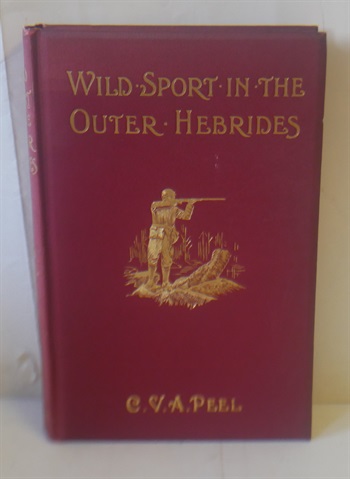 WILD·SPORT·IN·THE
OUTER·HEBRIDES
C.V.A.PEEL